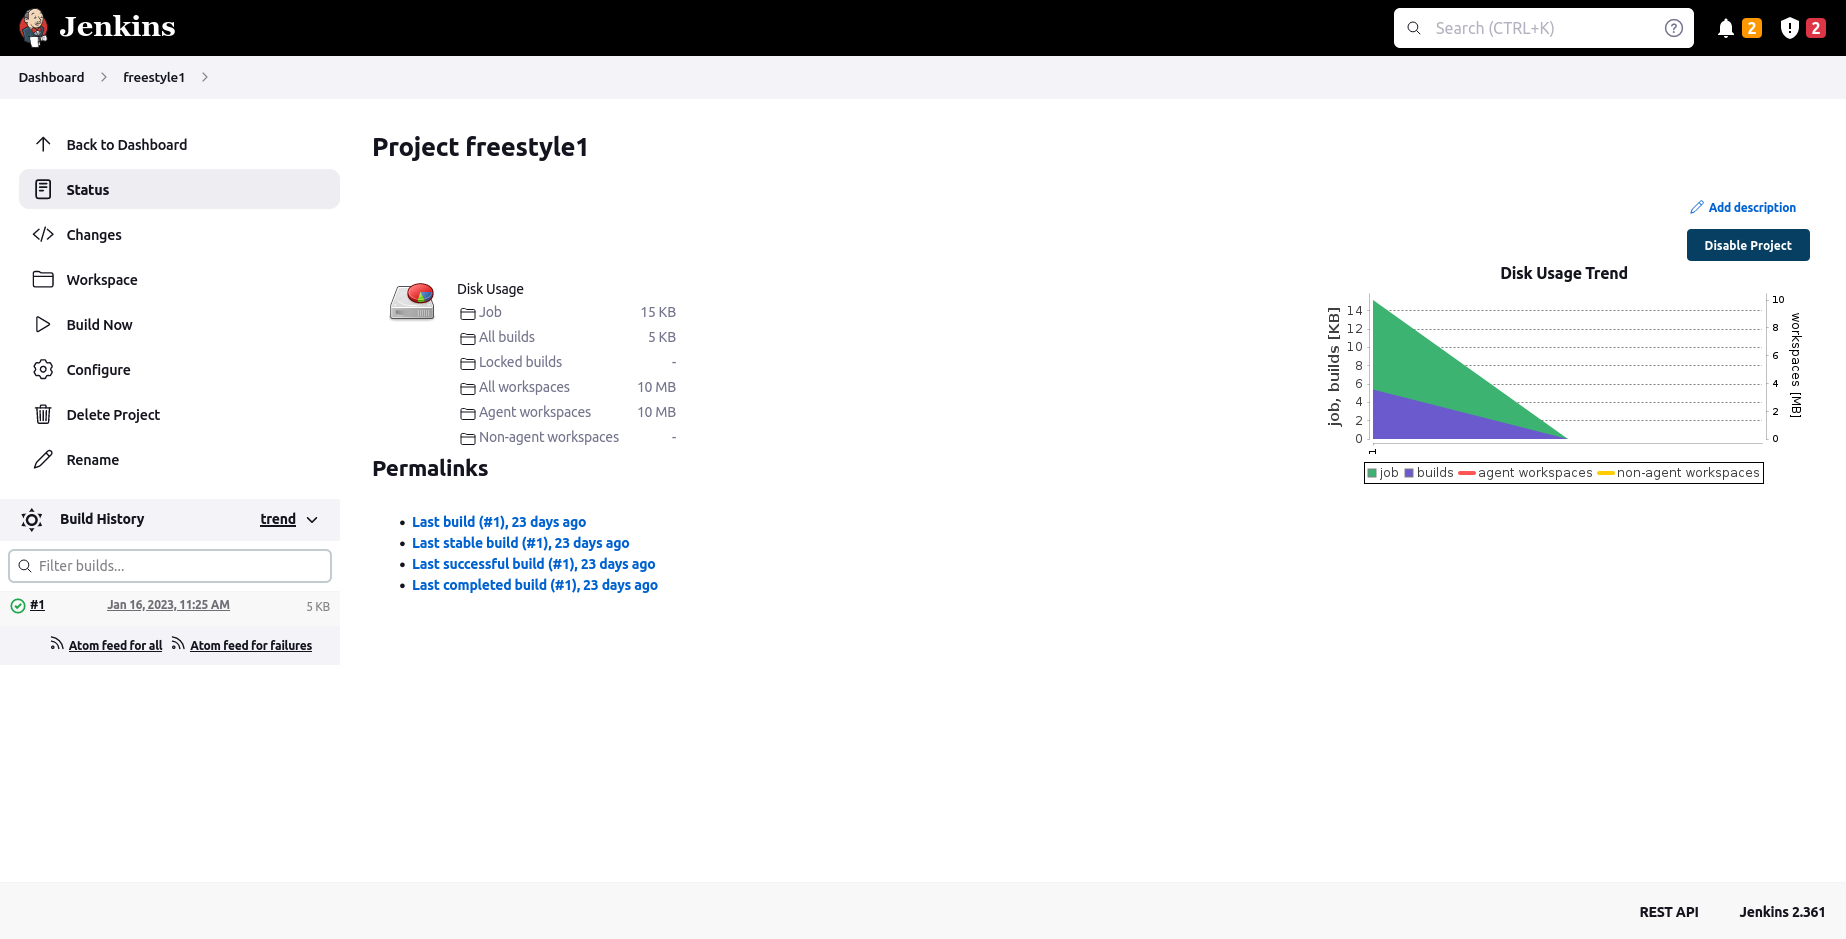 Jenkins
Search (CTRL+K)
2
2
Dashboard
freestyle1
Back to Dashboard
Status
Changes
Workspace
Build Now
Configure
Delete Project
Rename
Build History
trend
Filter builds...
#1
Jan 16, 2023, 11:25 AM
5 KB
Atom feed for all
Atom feed for failures
Project freestyle1
Add description
Disable Project
Disk Usage
Job 15 KB
All builds 5 KB
Locked builds -
All workspaces 10 MB
Agent workspaces 10 MB
Non-agent workspaces -
Permalinks
Last build (#1), 23 days ago
Last stable build (#1), 23 days ago
Last successful build (#1), 23 days ago
Last completed build (#1), 23 days ago
Disk Usage Trend
job, builds [KB]
14
12
10
8
6
4
2
0
1
10
8
6
4
2
0
workspaces [MB]
job builds agent workspaces non-agent workspaces
REST API
Jenkins 2.361